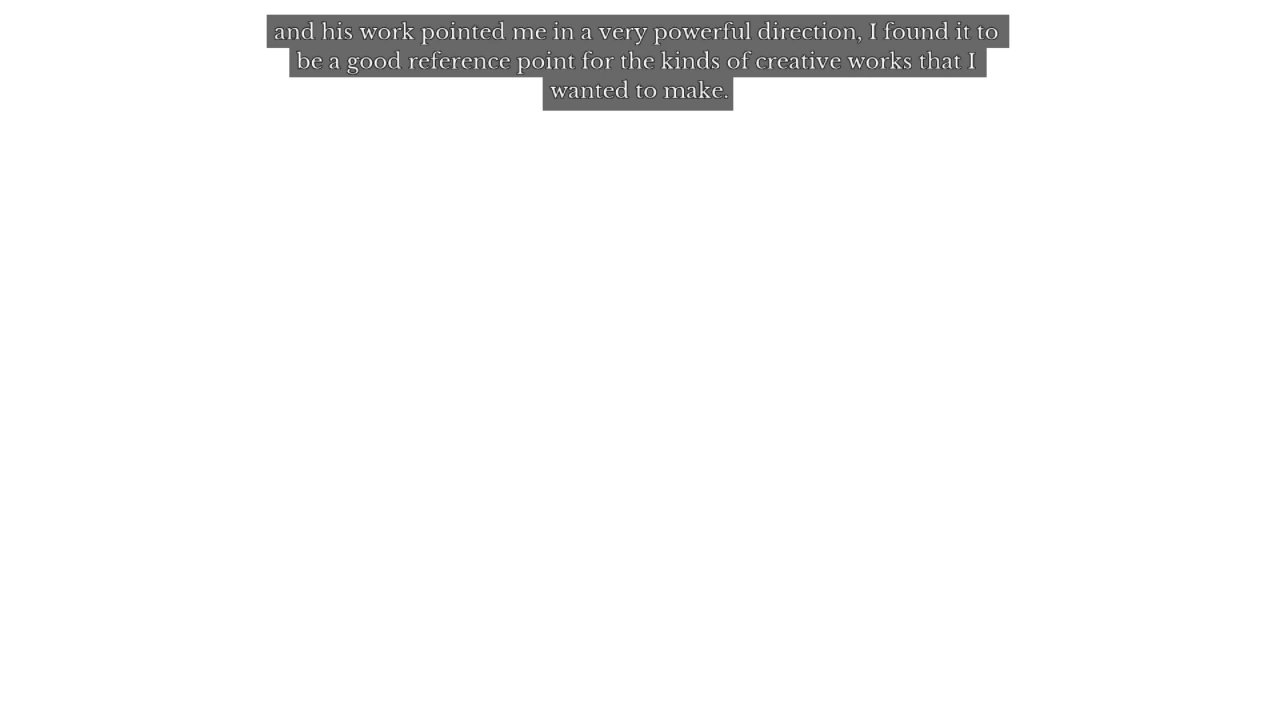 and his work pointed me in a very powerful direction, I found it to
be a good reference point for the kinds of creative works that I
wanted to make.